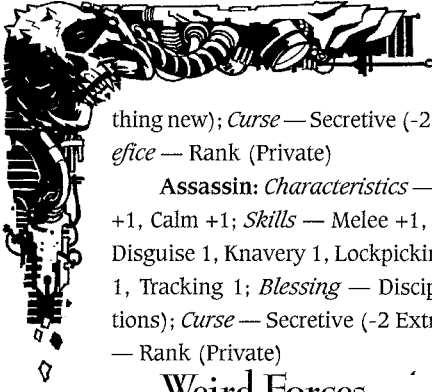 thing new); Curse — Secretive (-2
efice — Rank (Private)
Assassin: Characteristics —
+1, Calm +1; Skills — Melee +1,
Disguise 1, Knavery 1, Lockpickin
1, Tracking 1; Blessing — Discip
tions); Curse — Secretive (-2 Extr
— Rank (Private)
Weird Forces